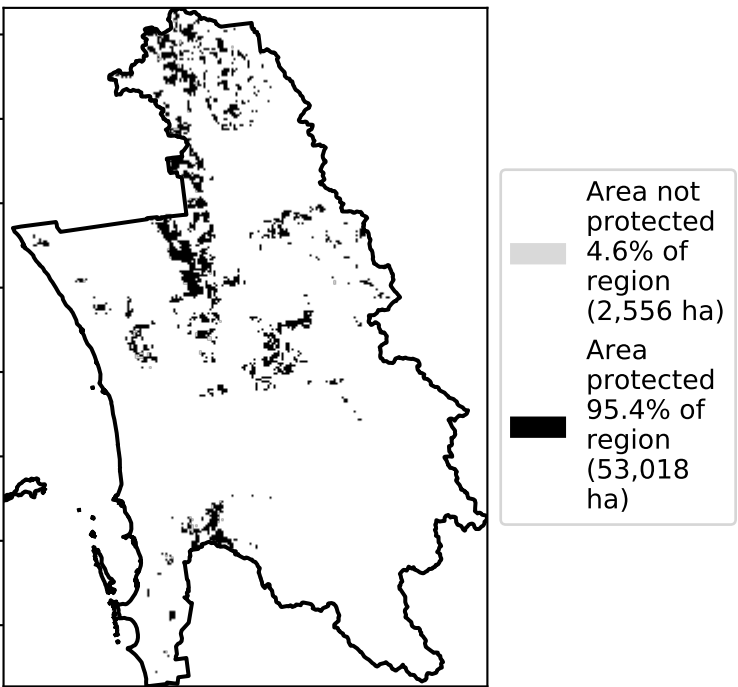 Area not
protected
4.6% of
region
(2,556 ha)
Area
protected
95.4% of
region
(53,018
ha)